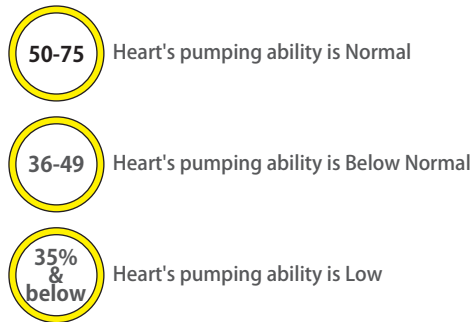 50-75 Heart's pumping ability is Normal
36-49 Heart's pumping ability is Below Normal
35%
&
below
Heart's pumping ability is Low